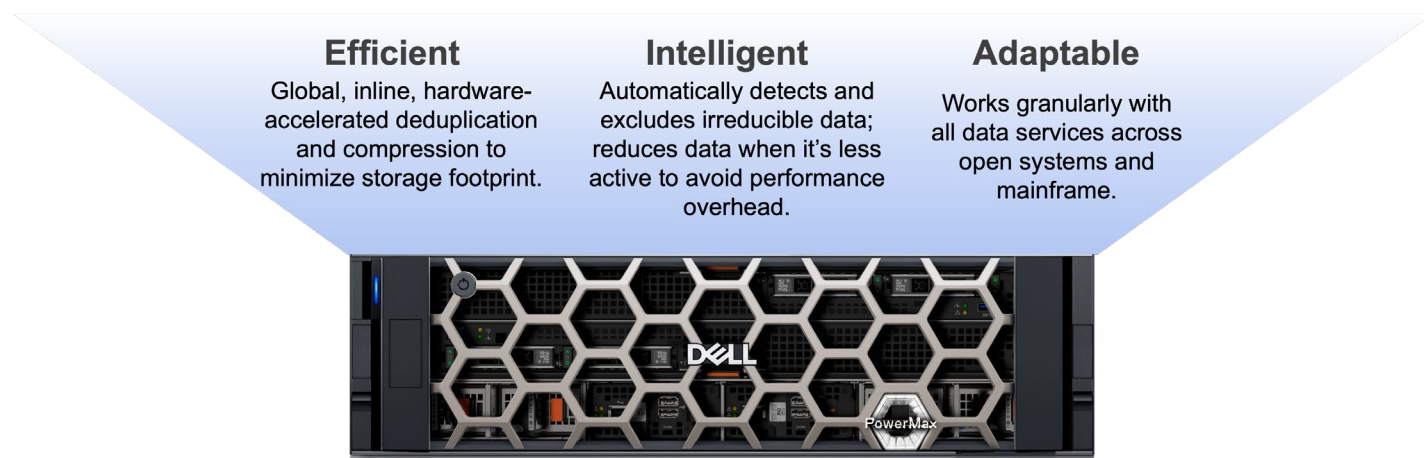 Efficient
Global, inline, hardware-
accelerated deduplication
and compression to
minimize storage footprint.
Intelligent
Automatically detects and
excludes irreducible data;
reduces data when it's less
active to avoid performance
overhead.
Adaptable
Works granularly with
all data services across
open systems and
mainframe.
DELL
PowerMax